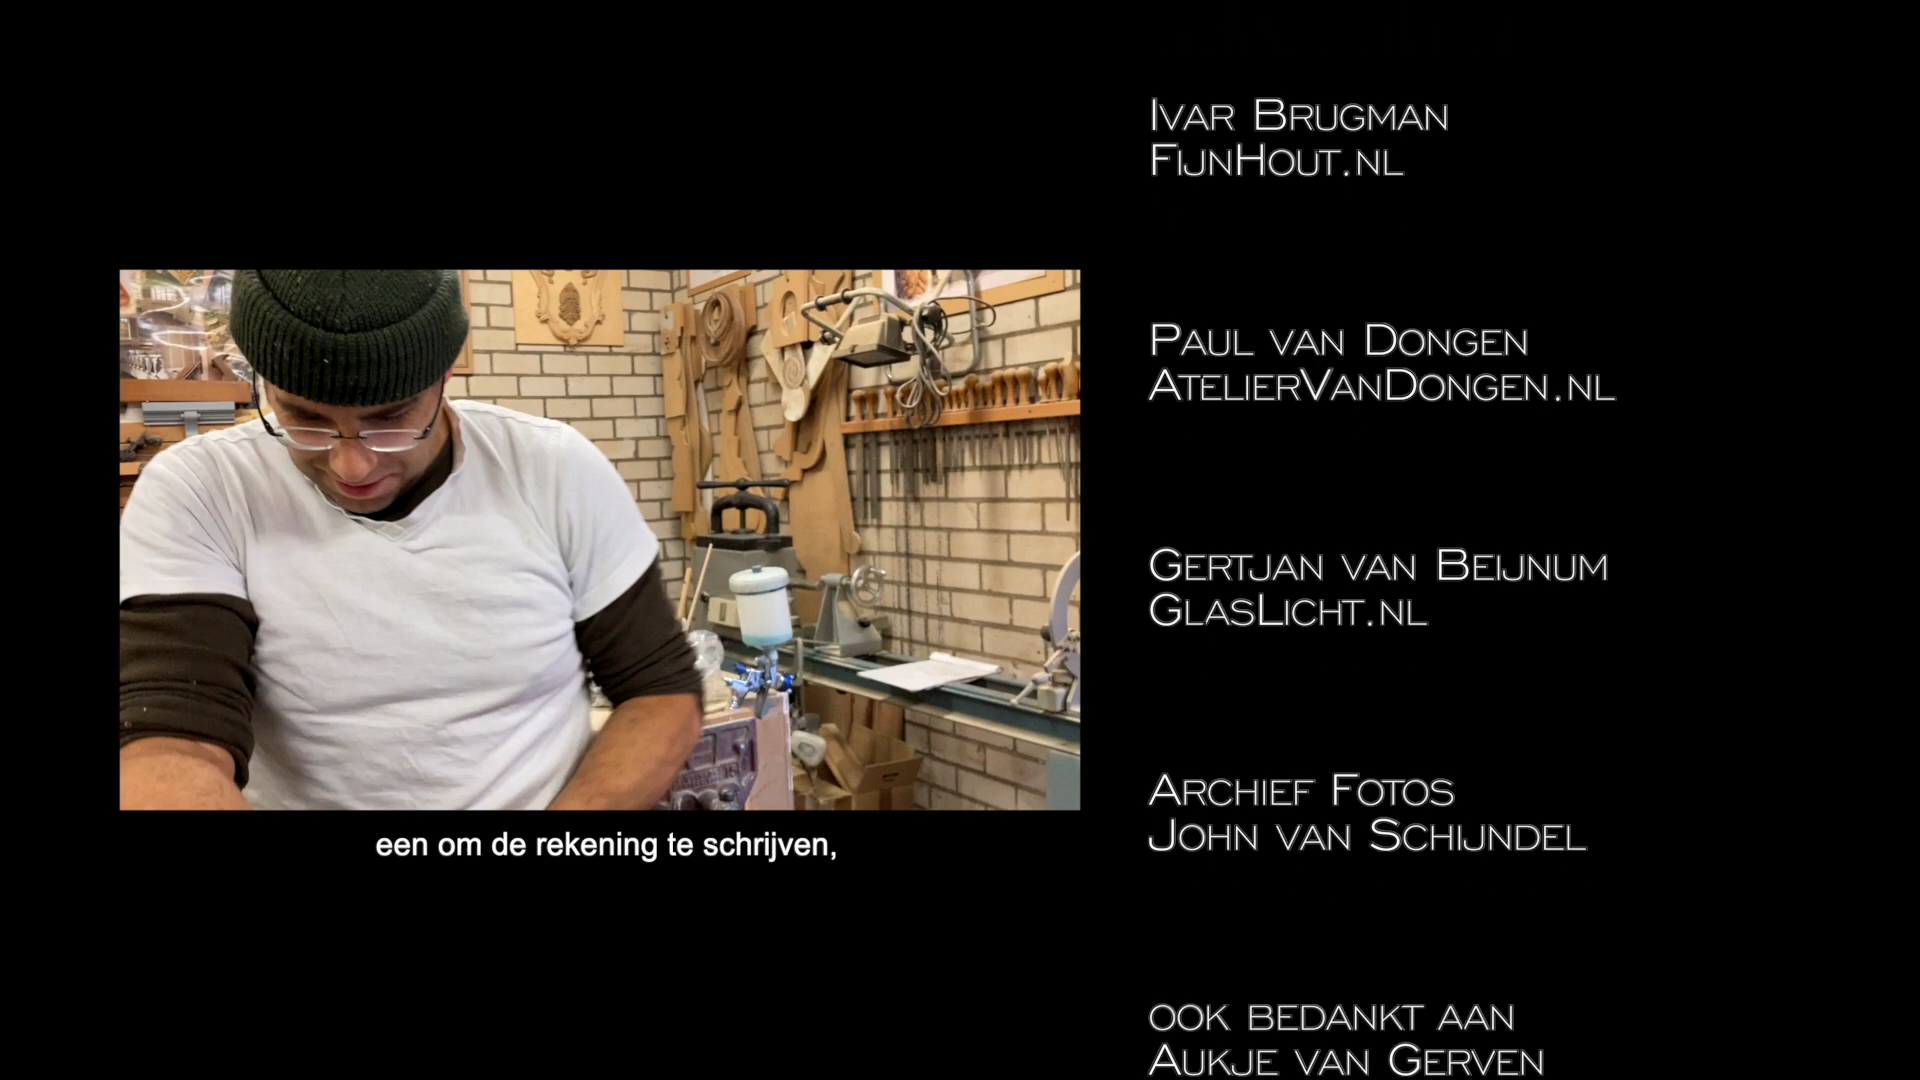 Ivar Brugman
FijnHout.nl
Paul van Dongen
AtelierVanDongen.nl
Gertjan van Beijnum
GlasLicht.nl
Archief Fotos
John van Schijndel
ook bedankt aan
Aukje van Gerven
een om de rekening te schrijven,